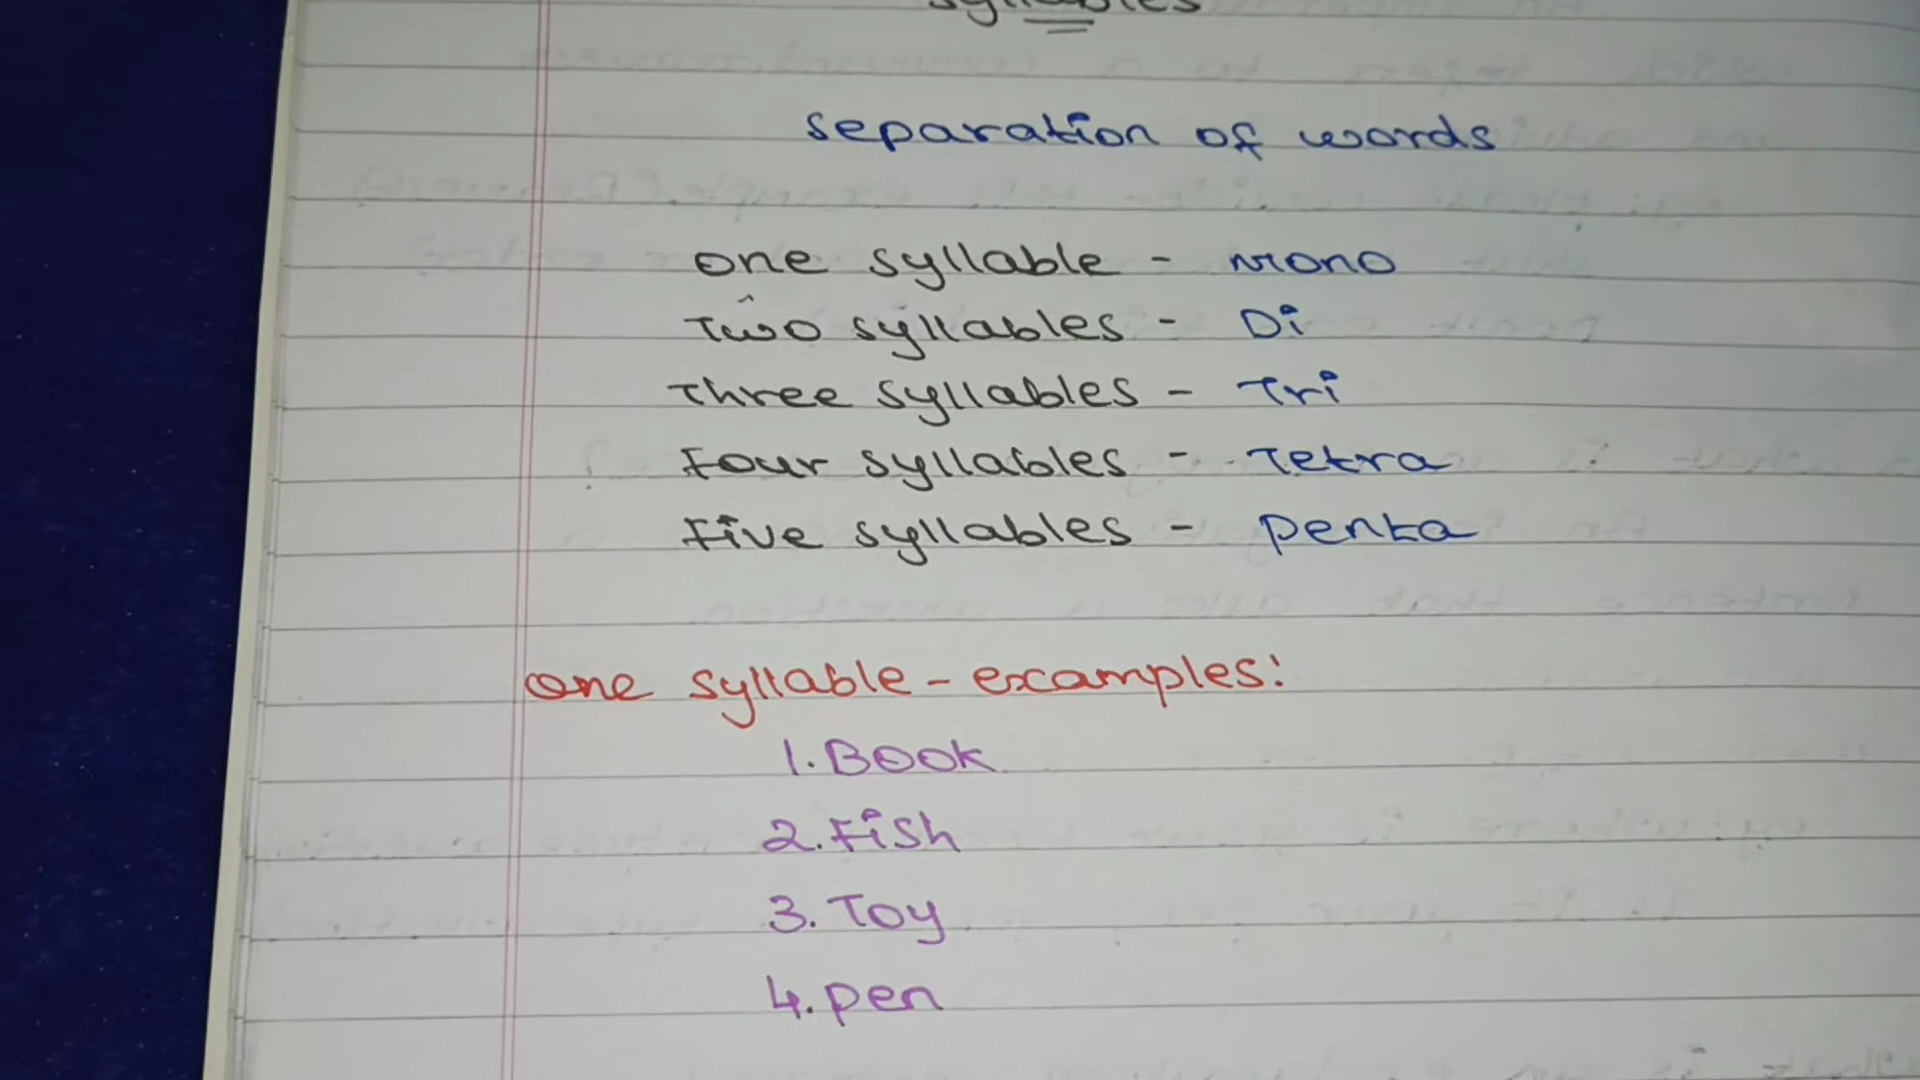 syllables
separation of words
one syllable - Mono
Two syllables - Di
Three syllables - Tri
Four syllables - Tetra
Five syllables - penta
one syllable - examples:
1. Book
2. Fish
3. Toy
4. pen